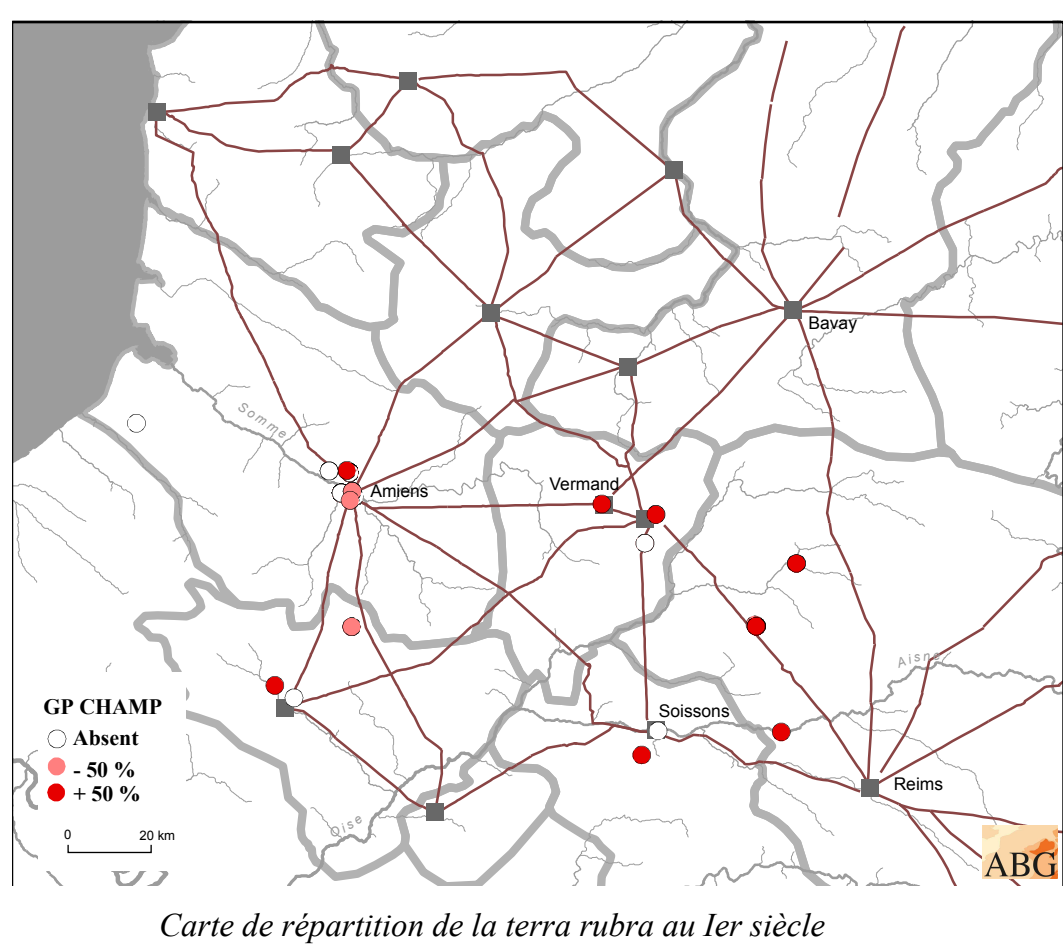 Bavay
Somme
Amiens
Vermand
Aisne
GP CHAMP
Absent
- 50 %
+ 50 %
Soissons
Reims
0 20 km
Oise
ABG
Carte de répartition de la terra rubra au Ier siècle